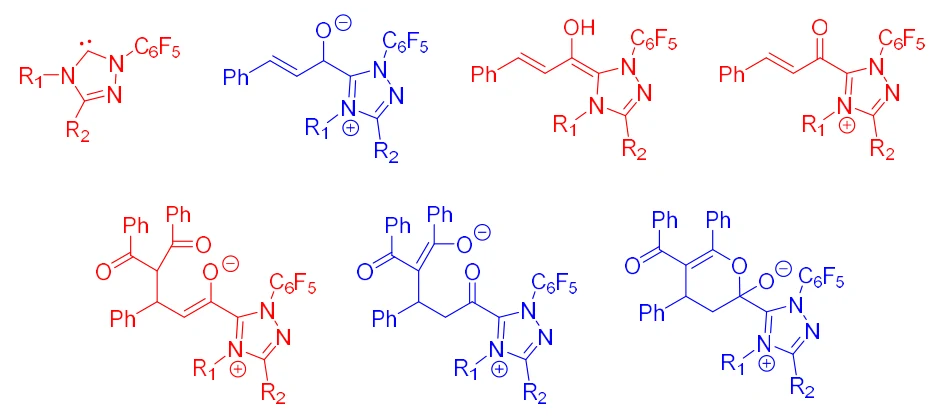 C₆F₅
R₁
N
N
N
R₂
O⊖
C₆F₅
Ph
N
N
N
R₁
⊕
R₂
OH
C₆F₅
Ph
N
N
N
R₁
R₂
O
C₆F₅
Ph
N
N
N
R₁
⊕
R₂
Ph
Ph
O
O
O⊖
C₆F₅
Ph
N
N
N
R₁
⊕
R₂
Ph
Ph
O⊖
O
O
C₆F₅
Ph
N
N
N
R₁
⊕
R₂
Ph
Ph
O
O
O⊖
C₆F₅
Ph
N
N
N
R₁
⊕
R₂